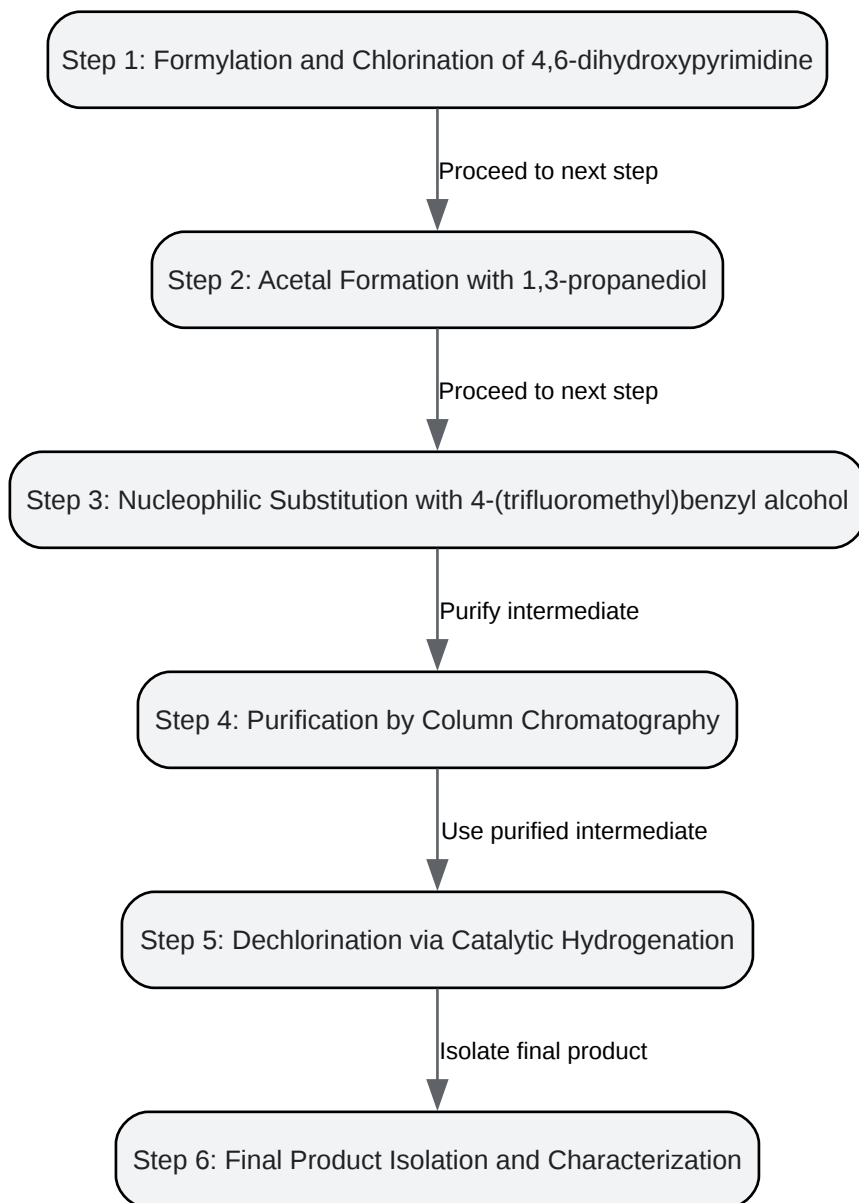 Step 1: Formylation and Chlorination of 4,6-dihydroxypyrimidine
Proceed to next step
Step 2: Acetal Formation with 1,3-propanediol
Proceed to next step
Step 3: Nucleophilic Substitution with 4-(trifluoromethyl)benzyl alcohol
Purify intermediate
Step 4: Purification by Column Chromatography
Use purified intermediate
Step 5: Dechlorination via Catalytic Hydrogenation
Isolate final product
Step 6: Final Product Isolation and Characterization